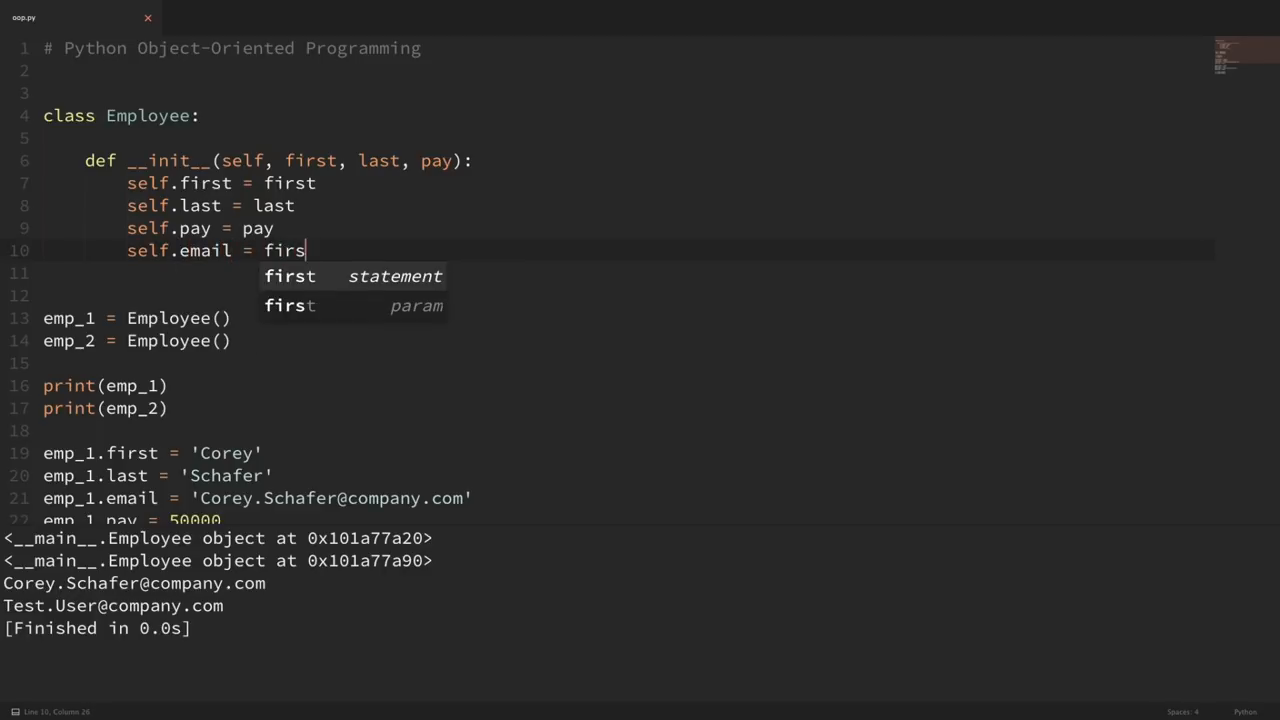 oop.py
1 # Python Object-Oriented Programming
2
3
4 class Employee:
5
6 def __init__(self, first, last, pay):
7 self.first = first
8 self.last = last
9 self.pay = pay
10 self.email = firs
11 first statement
12 first param
13 emp_1 = Employee()
14 emp_2 = Employee()
15
16 print(emp_1)
17 print(emp_2)
18
19 emp_1.first = 'Corey'
20 emp_1.last = 'Schafer'
21 emp_1.email = 'Corey.Schafer@company.com'
22 emp_1.pay = 50000
<__main__.Employee object at 0x101a77a20>
<__main__.Employee object at 0x101a77a90>
Corey.Schafer@company.com
Test.User@company.com
[Finished in 0.0s]
Line 10, Column 26 Spaces: 4 Python